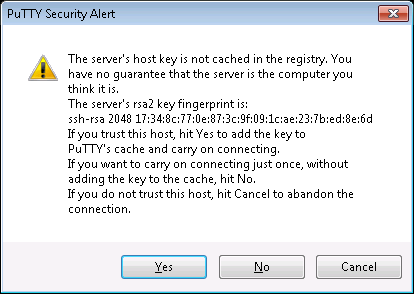 PuTTY Security Alert
The server's host key is not cached in the registry. You
have no guarantee that the server is the computer you
think it is.
The server's rsa2 key fingerprint is:
ssh-rsa 2048 17:34:8c:77:0e:87:3c:9f:09:1c:ae:23:7b:ed:8e:6d
If you trust this host, hit Yes to add the key to
PuTTY's cache and carry on connecting.
If you want to carry on connecting just once, without
adding the key to the cache, hit No.
If you do not trust this host, hit Cancel to abandon the
connection.
Yes
No
Cancel